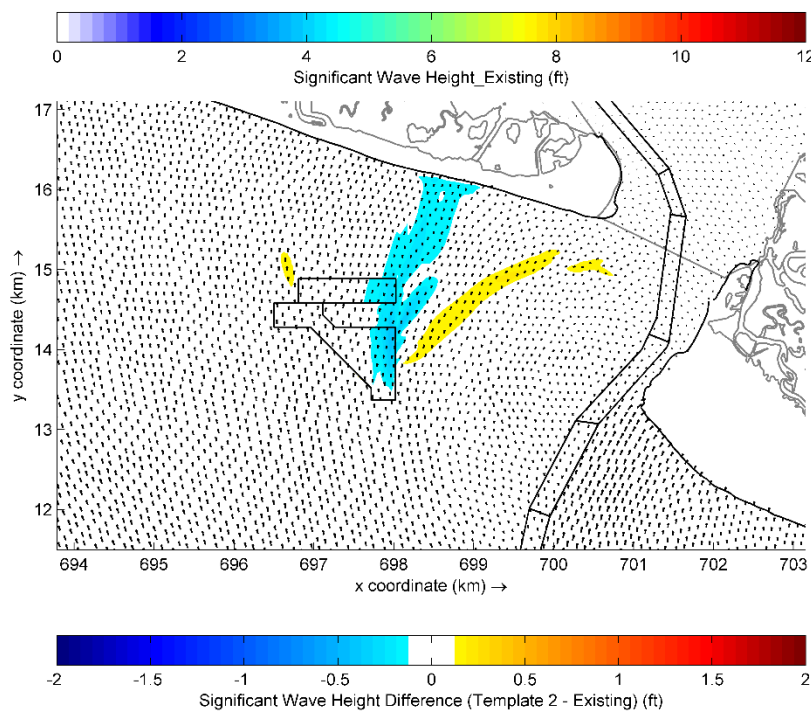 0 2 4 6 8 10 12
Significant Wave Height_Existing (ft)
17
16
15
14
13
12
y coordinate (km) →
694 695 696 697 698 699 700 701 702 703
x coordinate (km) →
-2 -1.5 -1 -0.5 0 0.5 1 1.5 2
Significant Wave Height Difference (Template 2 - Existing) (ft)